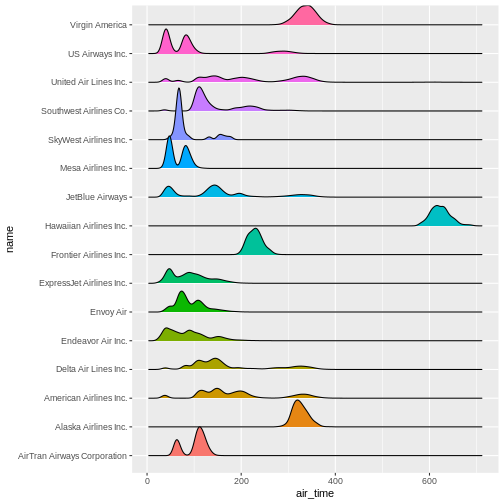 Virgin America
US Airways Inc.
United Air Lines Inc.
Southwest Airlines Co.
SkyWest Airlines Inc.
Mesa Airlines Inc.
JetBlue Airways
Hawaiian Airlines Inc.
Frontier Airlines Inc.
ExpressJet Airlines Inc.
Envoy Air
Endeavor Air Inc.
Delta Air Lines Inc.
American Airlines Inc.
Alaska Airlines Inc.
AirTran Airways Corporation
name
0 200 400 600
air_time